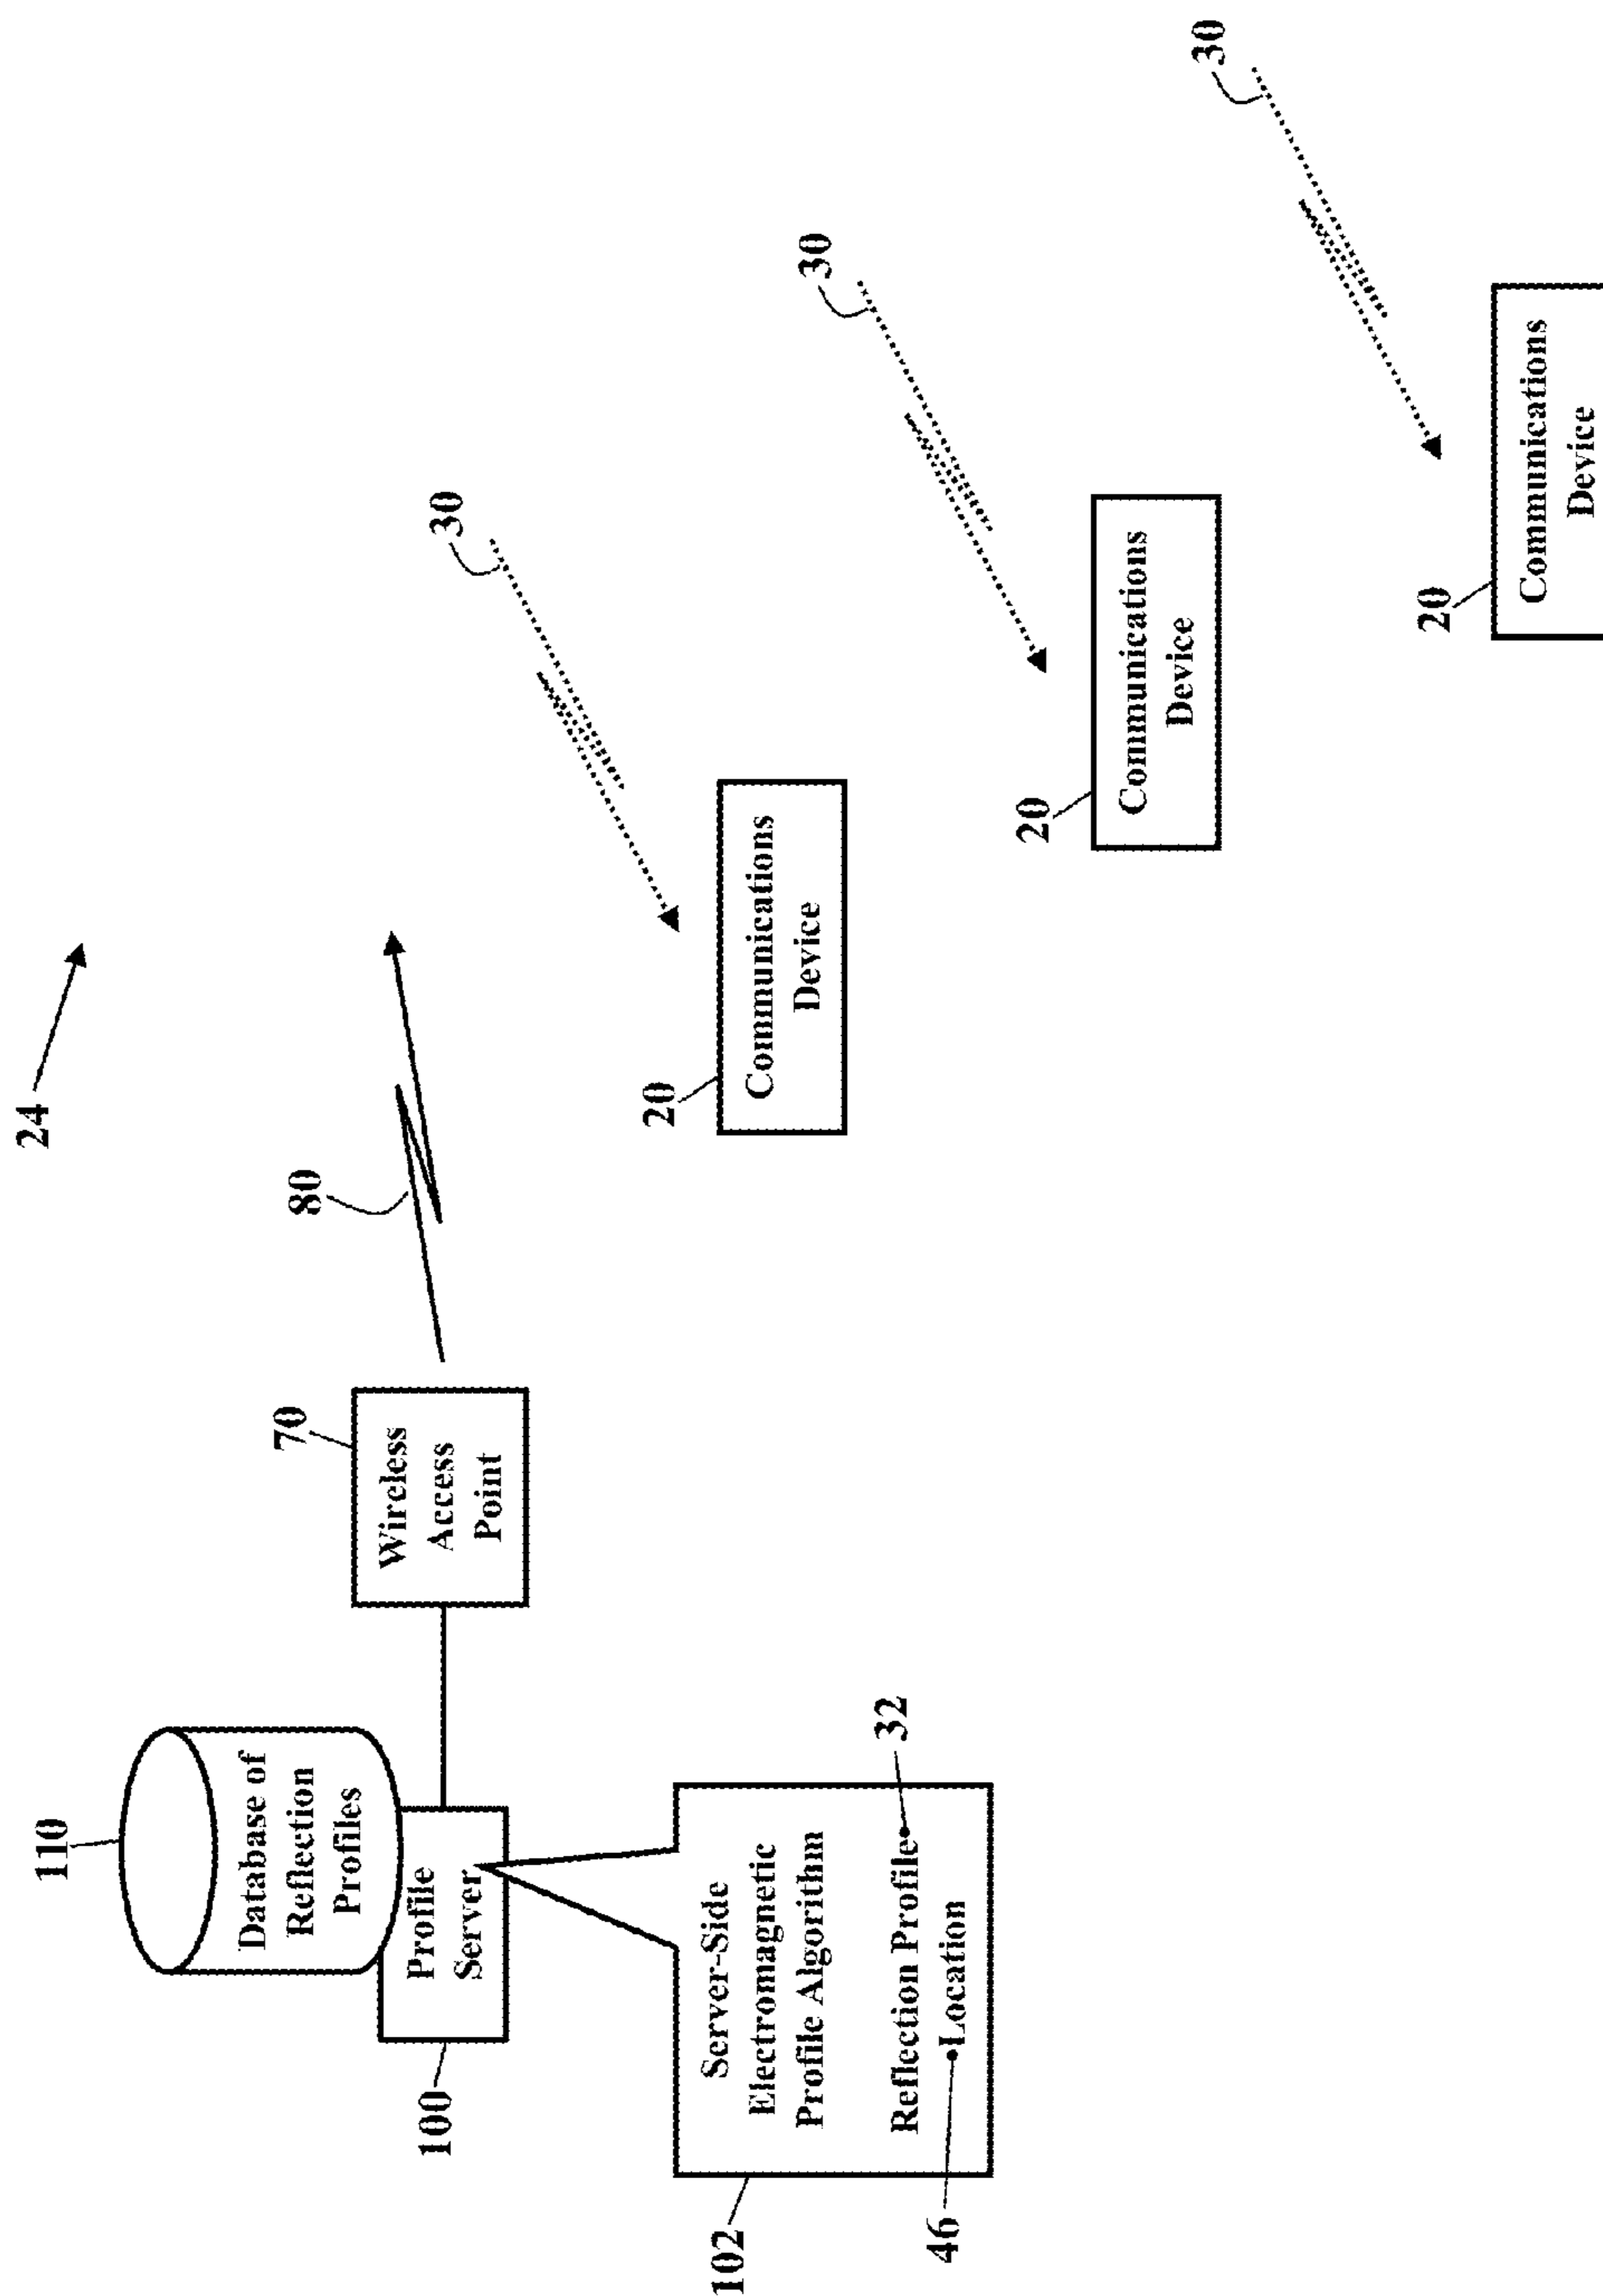 24
110
Database of
Reflection
Profiles
Profile
Server
100
70
Wireless
Access
Point
80
30
30
30
102
Server-Side
Electromagnetic
Profile Algorithm
Reflection Profile
32
Location
46
20
Communications
Device
20
Communications
Device
20
Communications
Device